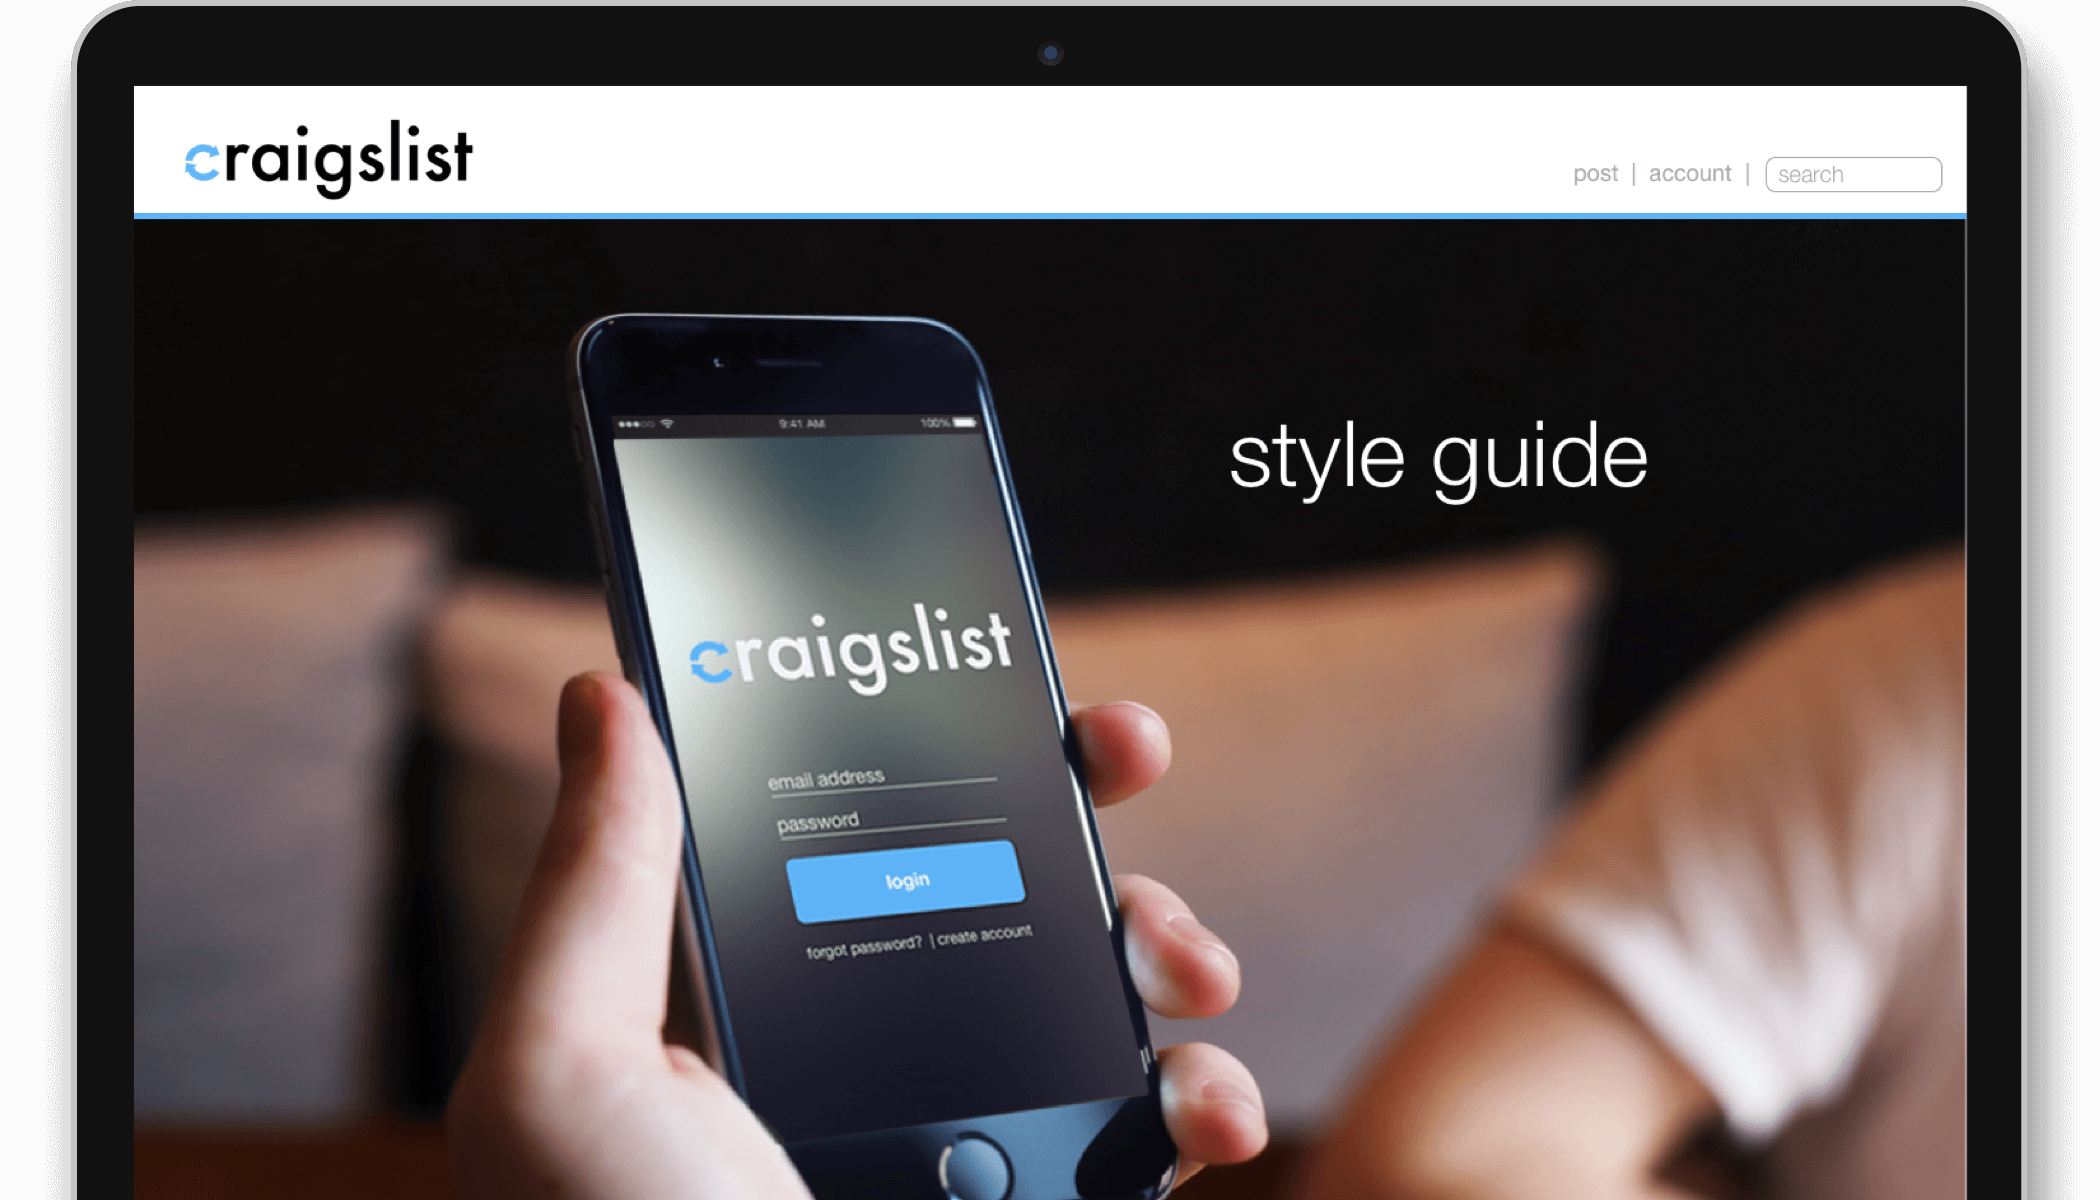 craigslist
post | account | search
style guide
9:41 AM 100%
craigslist
email address
password
login
forgot password? | create account